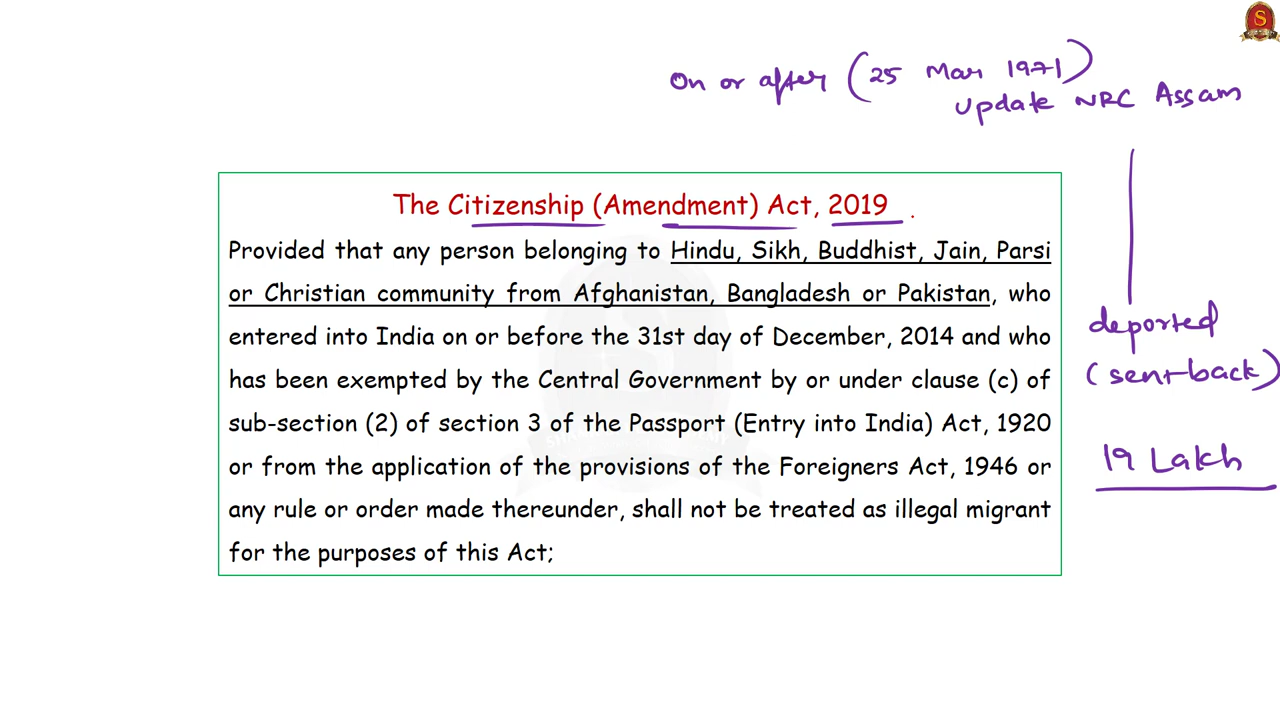 On or after (25 Mar 1971)
update NRC Assam
The Citizenship (Amendment) Act, 2019
Provided that any person belonging to Hindu, Sikh, Buddhist, Jain, Parsi
or Christian community from Afghanistan, Bangladesh or Pakistan, who
entered into India on or before the 31st day of December, 2014 and who
has been exempted by the Central Government by or under clause (c) of
sub-section (2) of section 3 of the Passport (Entry into India) Act, 1920
or from the application of the provisions of the Foreigners Act, 1946 or
any rule or order made thereunder, shall not be treated as illegal migrant
for the purposes of this Act;
deported
(sent back)
19 Lakh
S